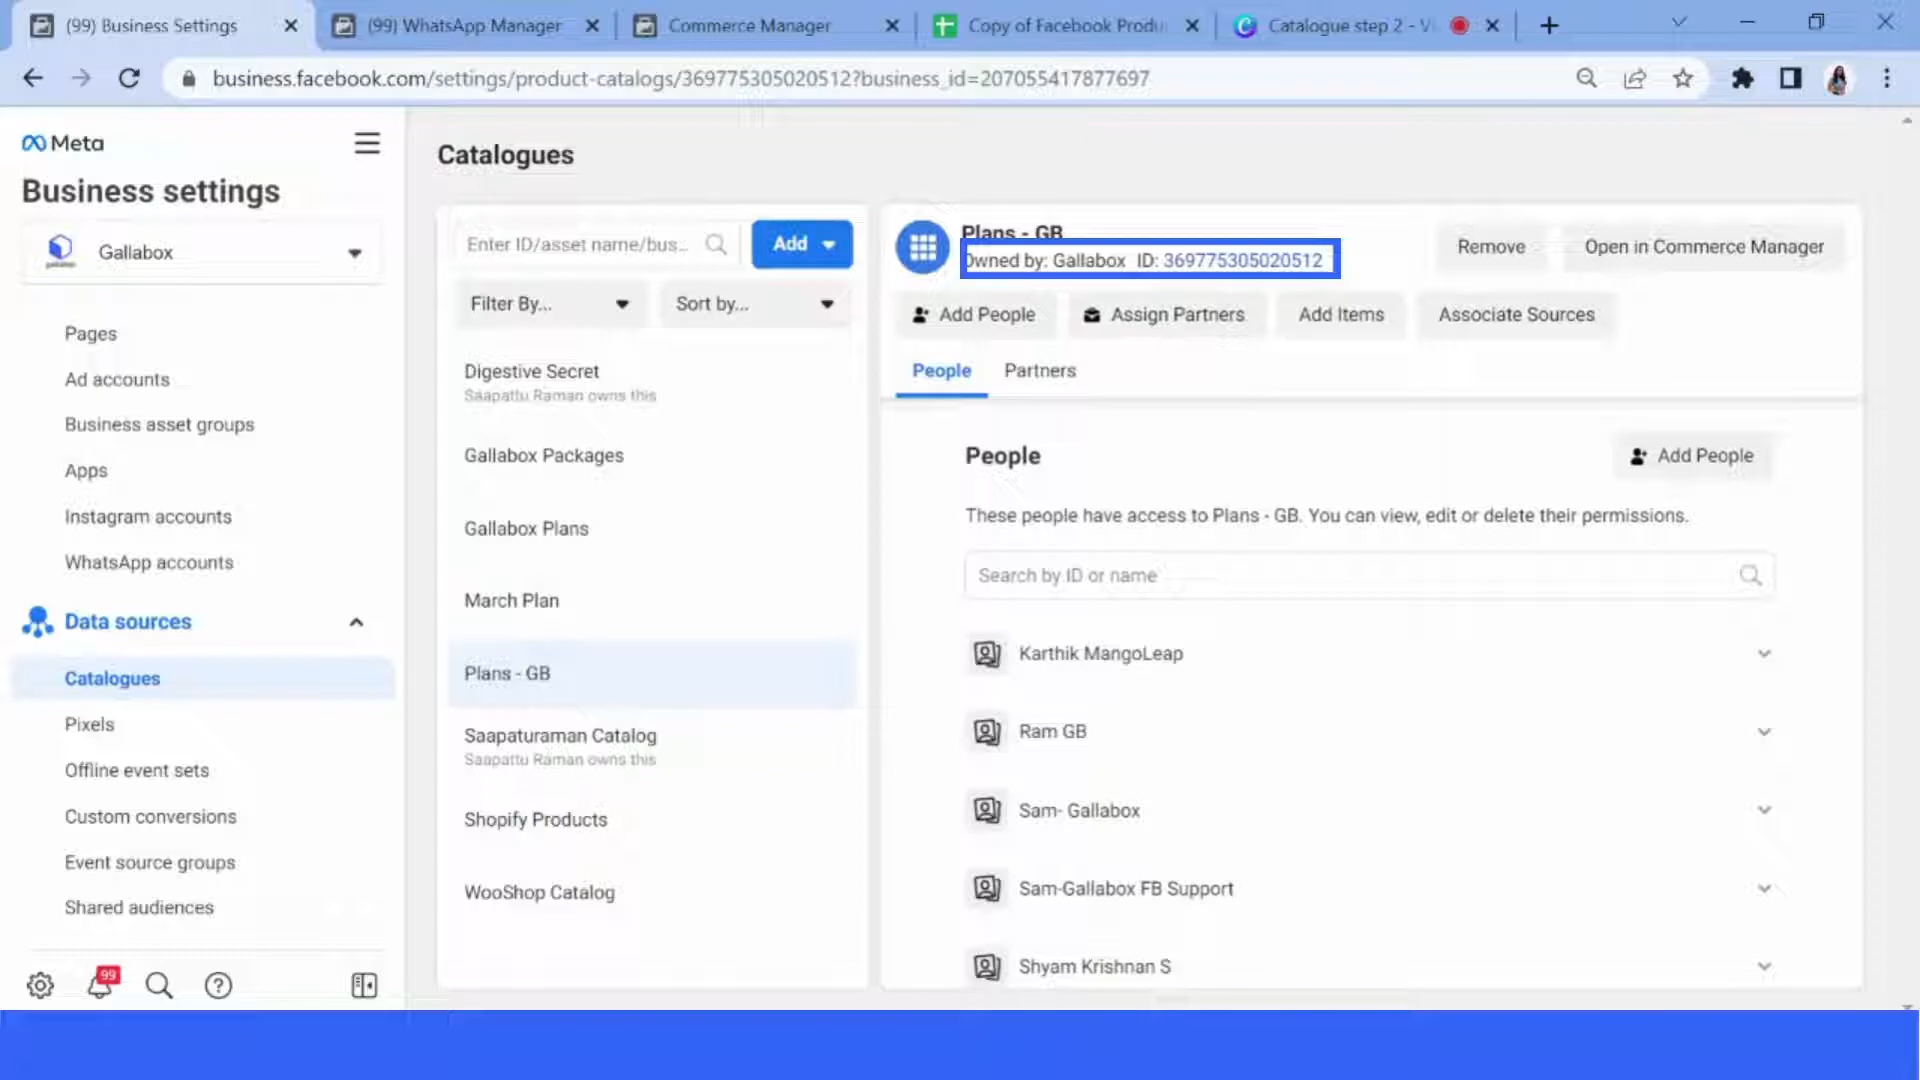 (99) Business Settings
(99) WhatsApp Manager
Commerce Manager
Copy of Facebook Produ
Catalogue step 2 - V
business.facebook.com/settings/product-catalogs/369775305020512?business_id=207055417877697
Meta
Business settings
Gallabox
Pages
Ad accounts
Business asset groups
Apps
Instagram accounts
WhatsApp accounts
Data sources
Catalogues
Pixels
Offline event sets
Custom conversions
Event source groups
Shared audiences
99
Catalogues
Enter ID/asset name/bus...
Add
Filter By...
Sort by...
Digestive Secret
Saapattu Raman owns this
Gallabox Packages
Gallabox Plans
March Plan
Plans - GB
Saapaturaman Catalog
Saapattu Raman owns this
Shopify Products
WooShop Catalog
Plans - GB
Owned by: Gallabox ID: 369775305020512
Remove
Open in Commerce Manager
Add People
Assign Partners
Add Items
Associate Sources
People
Partners
People
Add People
These people have access to Plans - GB. You can view, edit or delete their permissions.
Search by ID or name
Karthik MangoLeap
Ram GB
Sam- Gallabox
Sam-Gallabox FB Support
Shyam Krishnan S